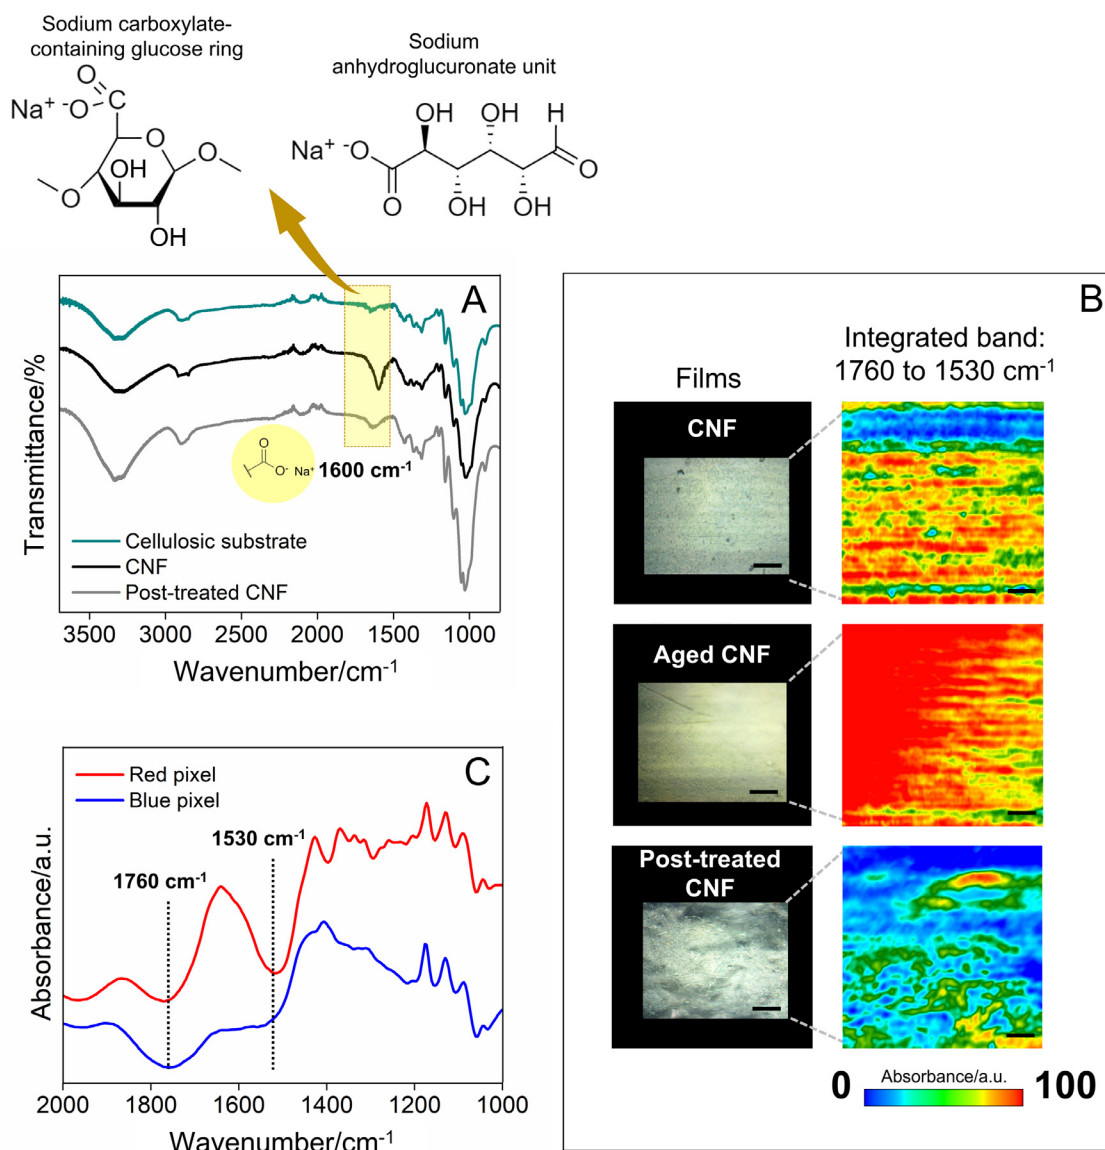 Sodium carboxylate-
containing glucose ring
Sodium
anhydroglucuronate unit
O
C
Na⁺ ⁻O
O
O
OH
O
OH
OH OH H
Na⁺ ⁻O
O
O
OH OH
A
Transmittance/%
O
O⁻ Na⁺
1600 cm⁻¹
Cellulosic substrate
CNF
Post-treated CNF
3500 3000 2500 2000 1500 1000
Wavenumber/cm⁻¹
B
Films
Integrated band:
1760 to 1530 cm⁻¹
CNF
Aged CNF
Post-treated
CNF
0
Absorbance/a.u.
100
C
Red pixel
Blue pixel
1530 cm⁻¹
1760 cm⁻¹
Absorbance/a.u.
2000 1800 1600 1400 1200 1000
Wavenumber/cm⁻¹